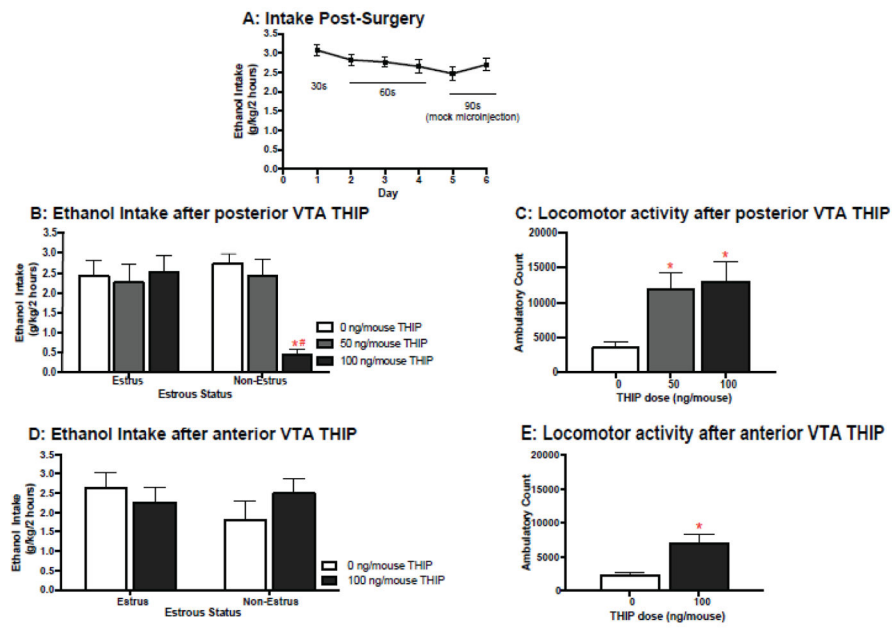 A: Intake Post-Surgery
Ethanol Intake
(g/kg/2 hours)
3.5
3.0
2.5
2.0
1.5
1.0
0.5
0.0
30s
60s
90s
(mock microinjection)
0 1 2 3 4 5 6
Day
B: Ethanol Intake after posterior VTA THIP
Ethanol Intake
(g/kg/2 hours)
3.5
3.0
2.5
2.0
1.5
1.0
0.5
0.0
*#
0 ng/mouse THIP
50 ng/mouse THIP
100 ng/mouse THIP
Estrus Non-Estrus
Estrous Status
C: Locomotor activity after posterior VTA THIP
Ambulatory Count
20000
15000
10000
5000
0
* *
0 50 100
THIP dose (ng/mouse)
D: Ethanol Intake after anterior VTA THIP
Ethanol Intake
(g/kg/2 hours)
3.5
3.0
2.5
2.0
1.5
1.0
0.5
0.0
0 ng/mouse THIP
100 ng/mouse THIP
Estrus Non-Estrus
Estrous Status
E: Locomotor activity after anterior VTA THIP
Ambulatory Count
20000
15000
10000
5000
0
*
0 100
THIP dose (ng/mouse)